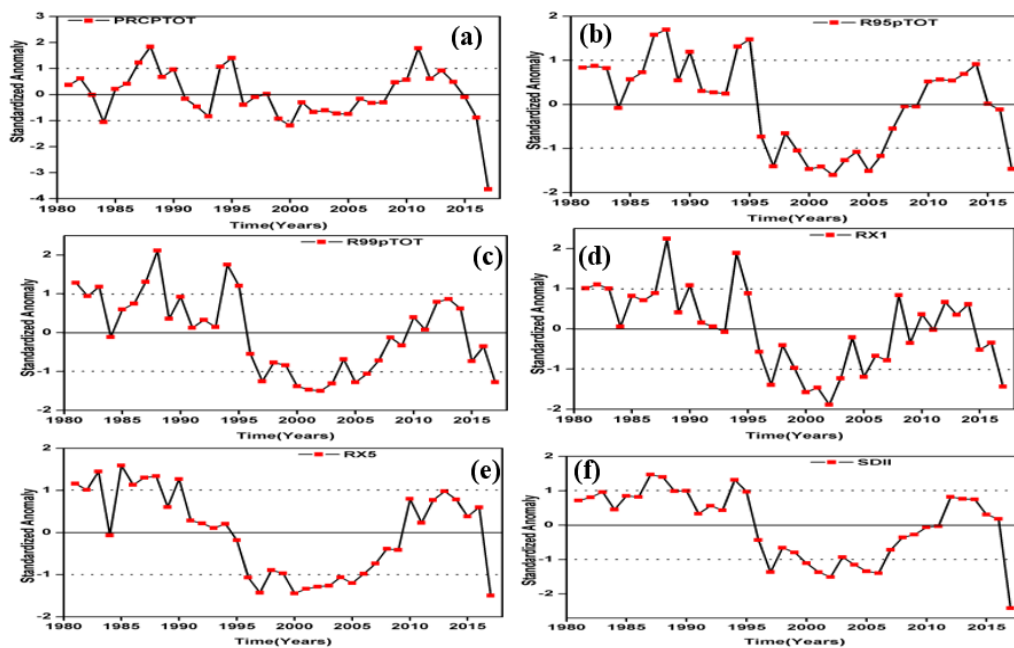 PRCPTOT
(a)
Standardized Anomaly
3
2
1
0
-1
-2
-3
-4
1980 1985 1990 1995 2000 2005 2010 2015
Time(Years)
R95pTOT
(b)
Standardized Anomaly
2
1
0
-1
-2
1980 1985 1990 1995 2000 2005 2010 2015
Time(Years)
R99pTOT
(c)
Standardized Anomaly
2
1
0
-1
-2
1980 1985 1990 1995 2000 2005 2010 2015
Time(Years)
RX1
(d)
Standardized Anomaly
2
1
0
-1
-2
1980 1985 1990 1995 2000 2005 2010 2015
Time(Years)
RX5
(e)
Standardized Anomaly
2
1
0
-1
-2
1980 1985 1990 1995 2000 2005 2010 2015
Time(Years)
SDII
(f)
Standardized Anomaly
2
1
0
-1
-2
1980 1985 1990 1995 2000 2005 2010 2015
Time(Years)